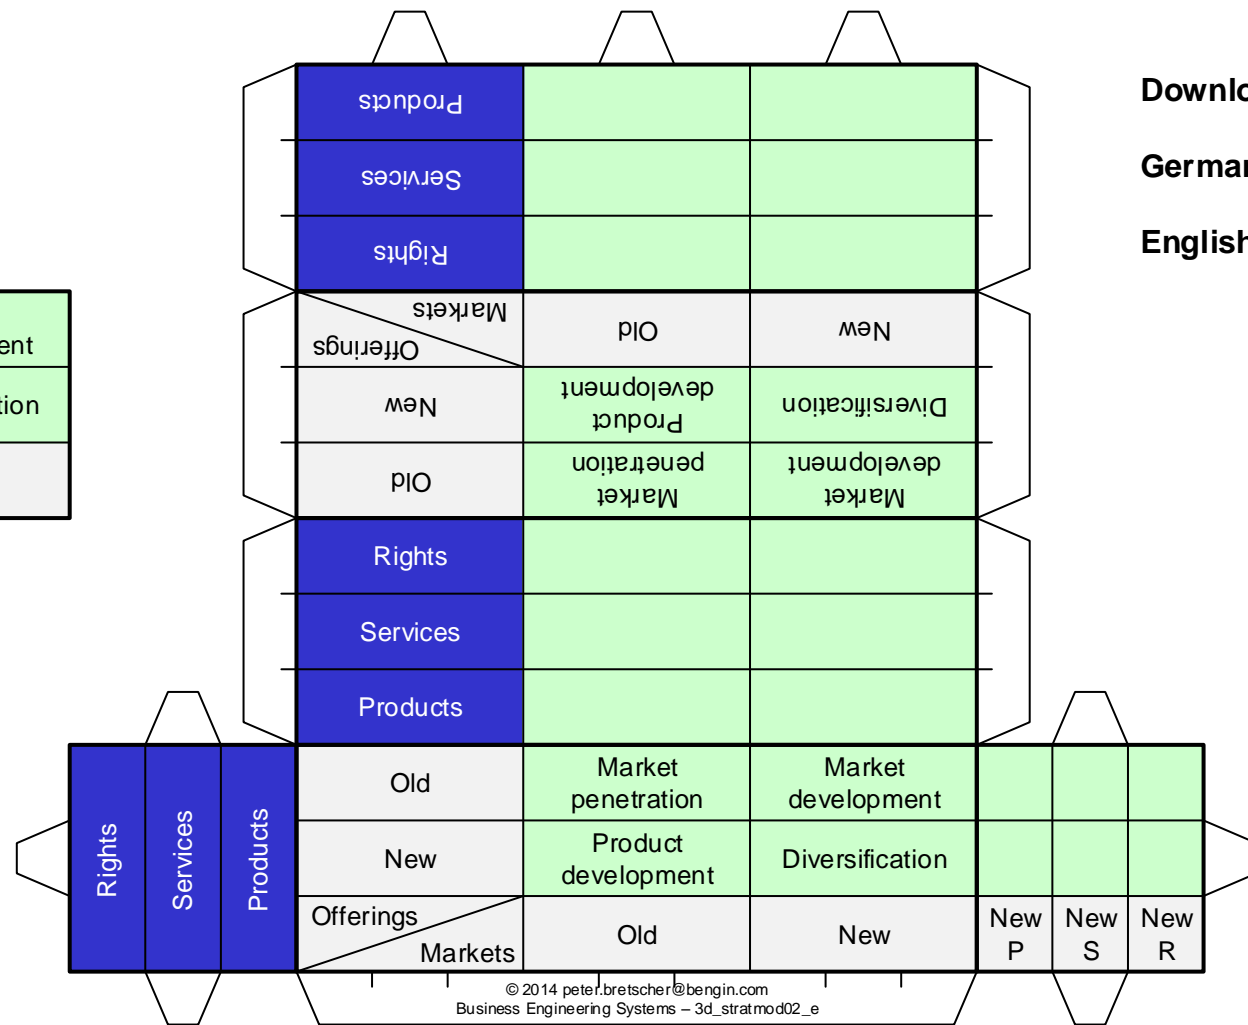 Products
Services
Rights
Markets
Offerings
Old
New
New
Product
development
Diversification
Old
Market
penetration
Market
development
Rights
Services
Products
Rights
Services
Products
Old
Market
penetration
Market
development
New
Product
development
Diversification
Offerings
Markets
Old
New
New
P
New
S
New
R
© 2014 peter.bretscher@bengin.com
Business Engineering Systems – 3d_stratmod02_e
English